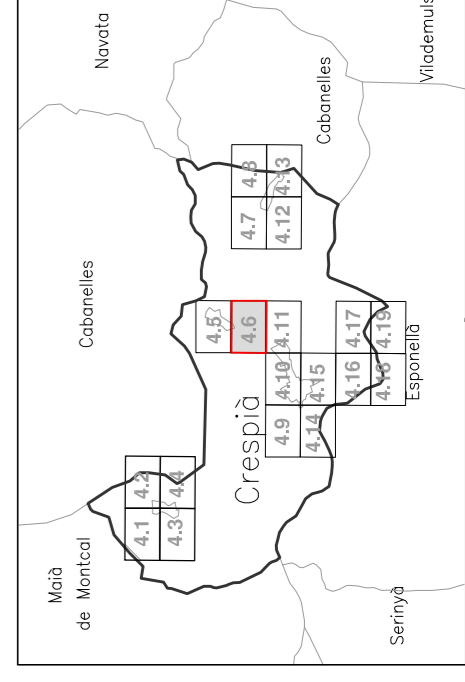 Maià
de Montcal
Cabanelles
Navata
4.1 4.2
4.3 4.4
4.5
Crespià
4.6
4.7 4.8
4.9 4.10 4.11
4.12 4.13
4.14 4.15
Cabanelles
4.16 4.17
4.18 4.19
Serinyà
Esponellà
Vilademuls